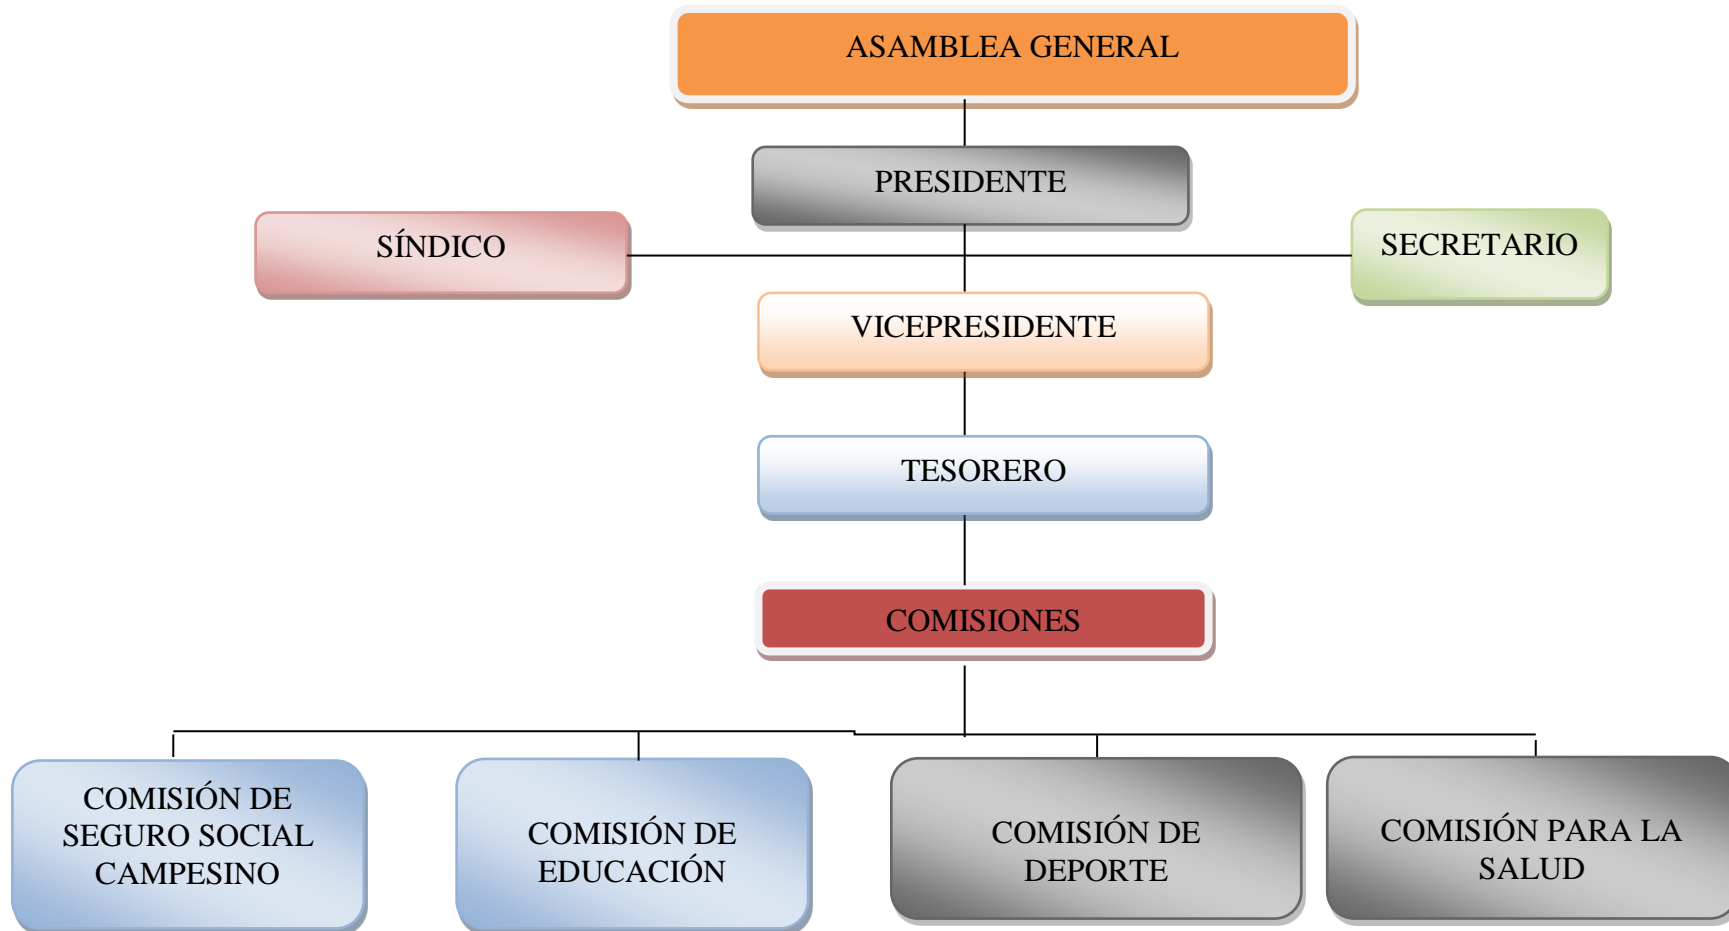 ASAMBLEA GENERAL
PRESIDENTE
SÍNDICO
SECRETARIO
VICEPRESIDENTE
TESORERO
COMISIONES
COMISIÓN DE
SEGURO SOCIAL
CAMPESINO
COMISIÓN DE
EDUCACIÓN
COMISIÓN DE
DEPORTE
COMISIÓN PARA LA
SALUD